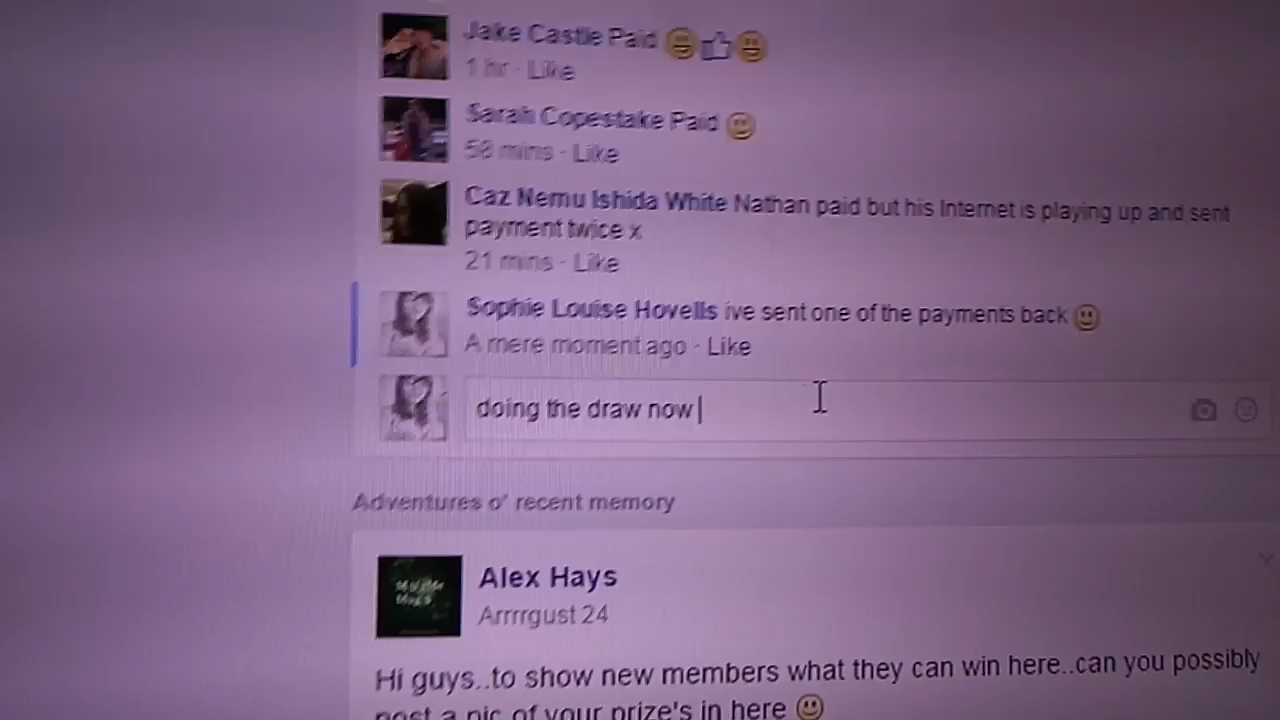 Jake Castle Paid
1 hr · Like
Sarah Copestake Paid
58 mins · Like
Caz Nemu Ishida White Nathan paid but his Internet is playing up and sent
payment twice x
21 mins · Like
Sophie Louise Hovells ive sent one of the payments back
A mere moment ago · Like
doing the draw now
Adventures o' recent memory
Alex Hays
Arrrrgust 24
Hi guys..to show new members what they can win here..can you possibly
post a pic of your prize's in here